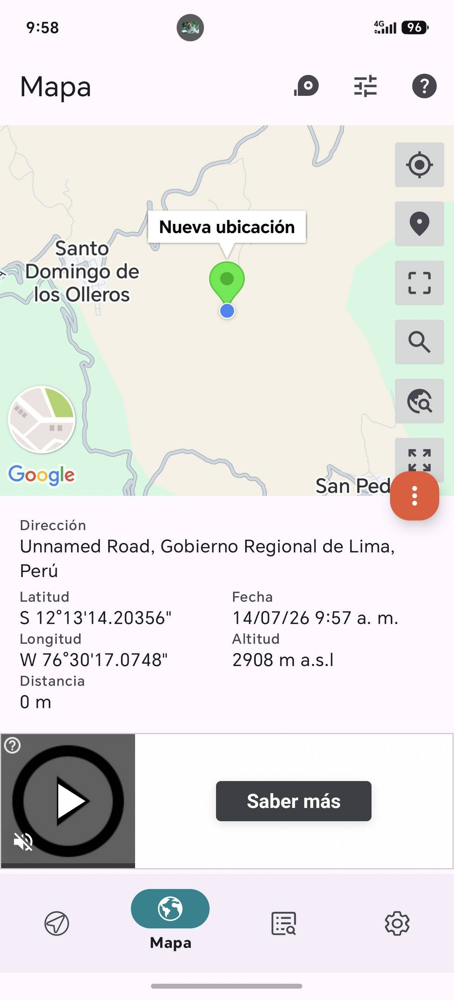 9:58
4G
96
Mapa
Nueva ubicación
Santo
Domingo de
los Olleros
Google
San Ped
Dirección
Unnamed Road, Gobierno Regional de Lima,
Perú
Latitud
Fecha
S 12°13'14.20356"
14/07/26 9:57 a. m.
Longitud
Altitud
W 76°30'17.0748"
2908 m a.s.l
Distancia
0 m
Saber más
Mapa